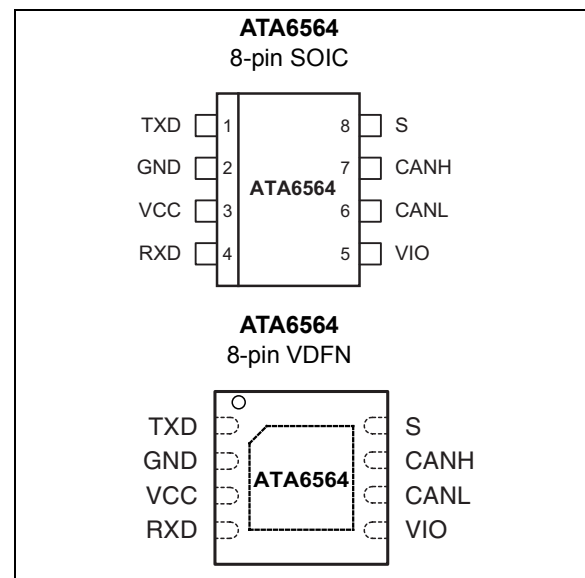 ATA6564
8-pin SOIC
TXD 1 8 S
GND 2 7 CANH
ATA6564
VCC 3 6 CANL
RXD 4 5 VIO
ATA6564
8-pin VDFN
TXD S
GND CANH
ATA6564
VCC CANL
RXD VIO